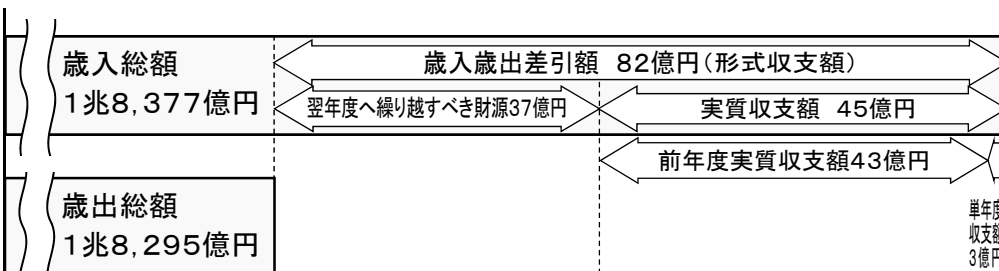 歳入総額
1兆8,377億円
歳入歳出差引額 82億円(形式収支額)
翌年度へ繰り越すべき財源37億円
実質収支額 45億円
前年度実質収支額43億円
歳出総額
1兆8,295億円
単年度
収支額
3億円